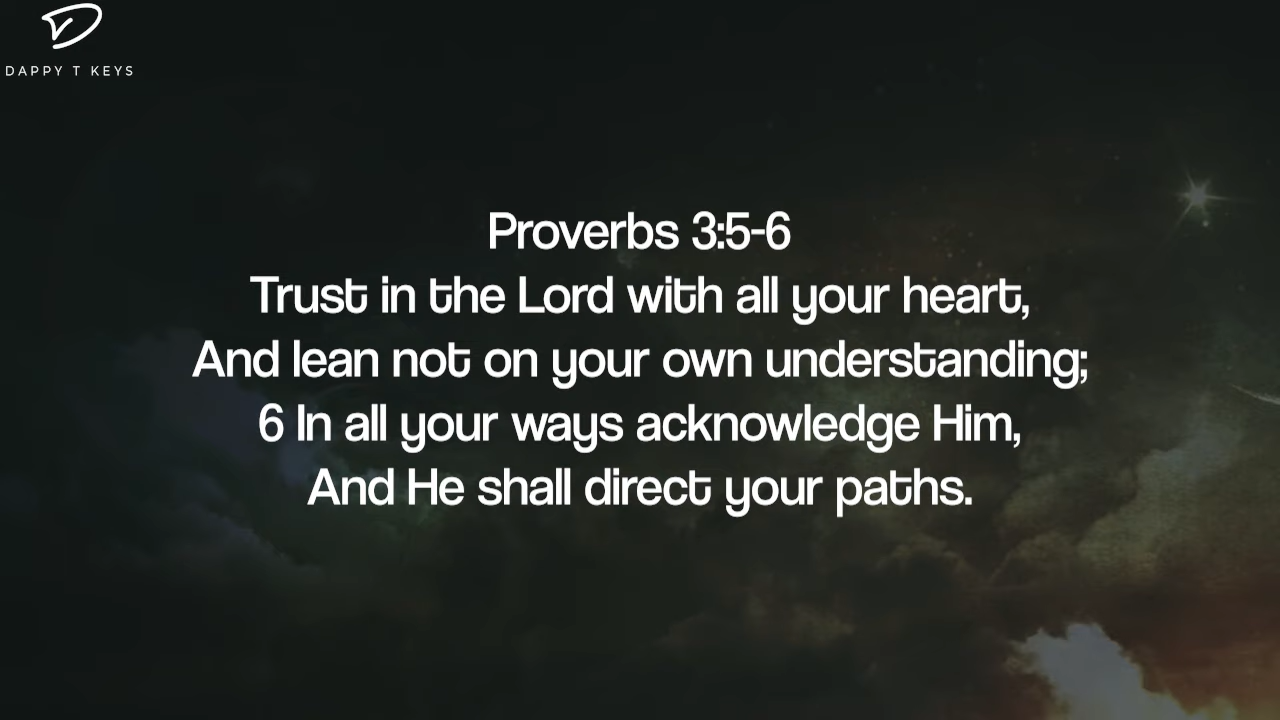 DAPPY T KEYS
Proverbs 3:5-6
Trust in the Lord with all your heart,
And lean not on your own understanding;
6 In all your ways acknowledge Him,
And He shall direct your paths.